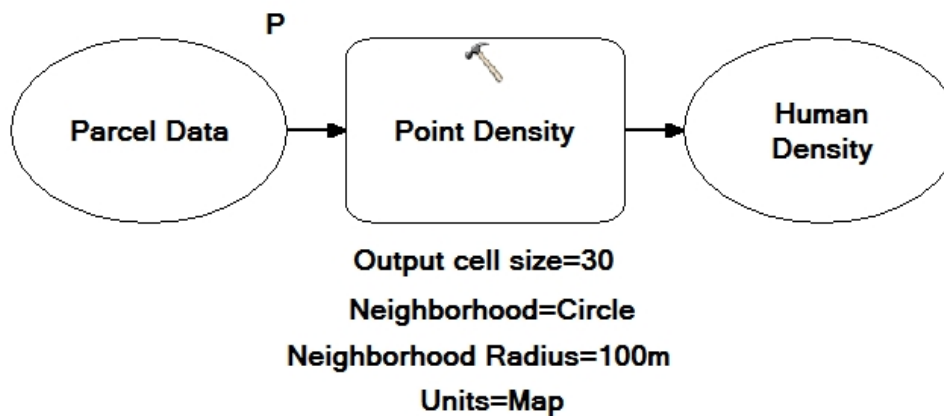 P
Parcel Data
Point Density
Human
Density
Output cell size=30
Neighborhood=Circle
Neighborhood Radius=100m
Units=Map